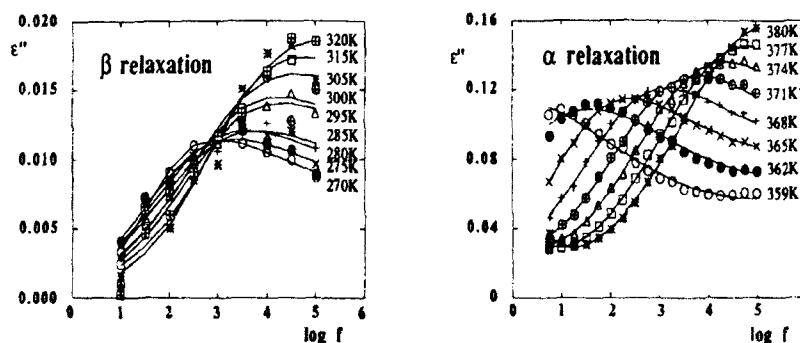 0.020
0.015
0.010
0.005
0.000
ε"
β relaxation
320K
315K
305K
300K
295K
285K
280K
275K
270K
0 1 2 3 4 5 6
log f
0.16
0.12
0.08
0.04
0
ε"
α relaxation
380K
377K
374K
371K
368K
365K
362K
359K
0 1 2 3 4 5
log f